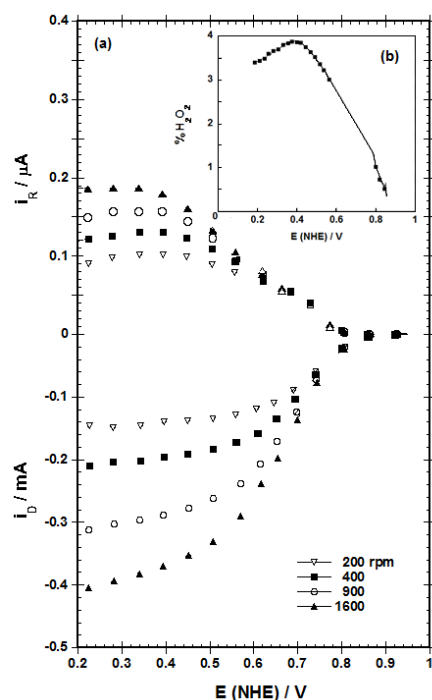 (a)
(b)
0.4
0.3
0.2
0.1
0
-0.1
-0.2
-0.3
-0.4
-0.5
i_R / µA
i_D / mA
0.2 0.3 0.4 0.5 0.6 0.7 0.8 0.9 1
E (NHE) / V
4
3
2
1
0
% H_2O_2
0 0.2 0.4 0.6 0.8 1
E (NHE) / V
200 rpm
400
900
1600